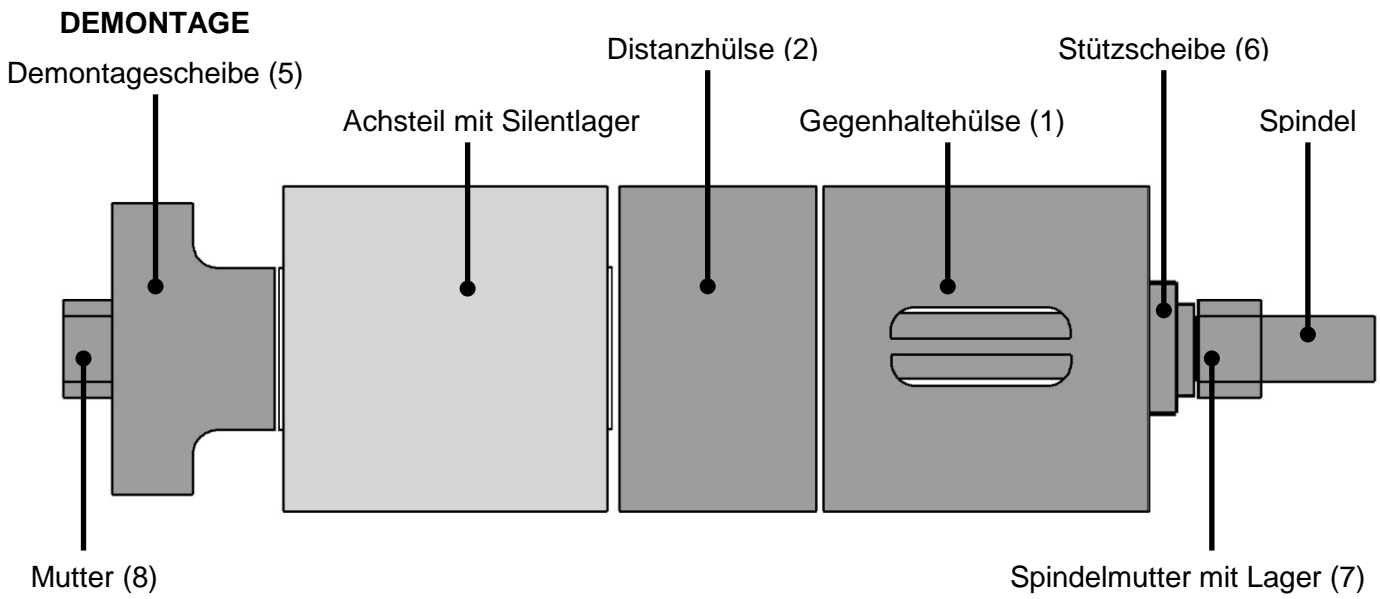 DEMONTAGE
Demontagescheibe (5)
Distanzhülse (2)
Stützscheibe (6)
Achsteil mit Silentlager
Gegenhaltehülse (1)
Spindel
Mutter (8)
Spindelmutter mit Lager (7)